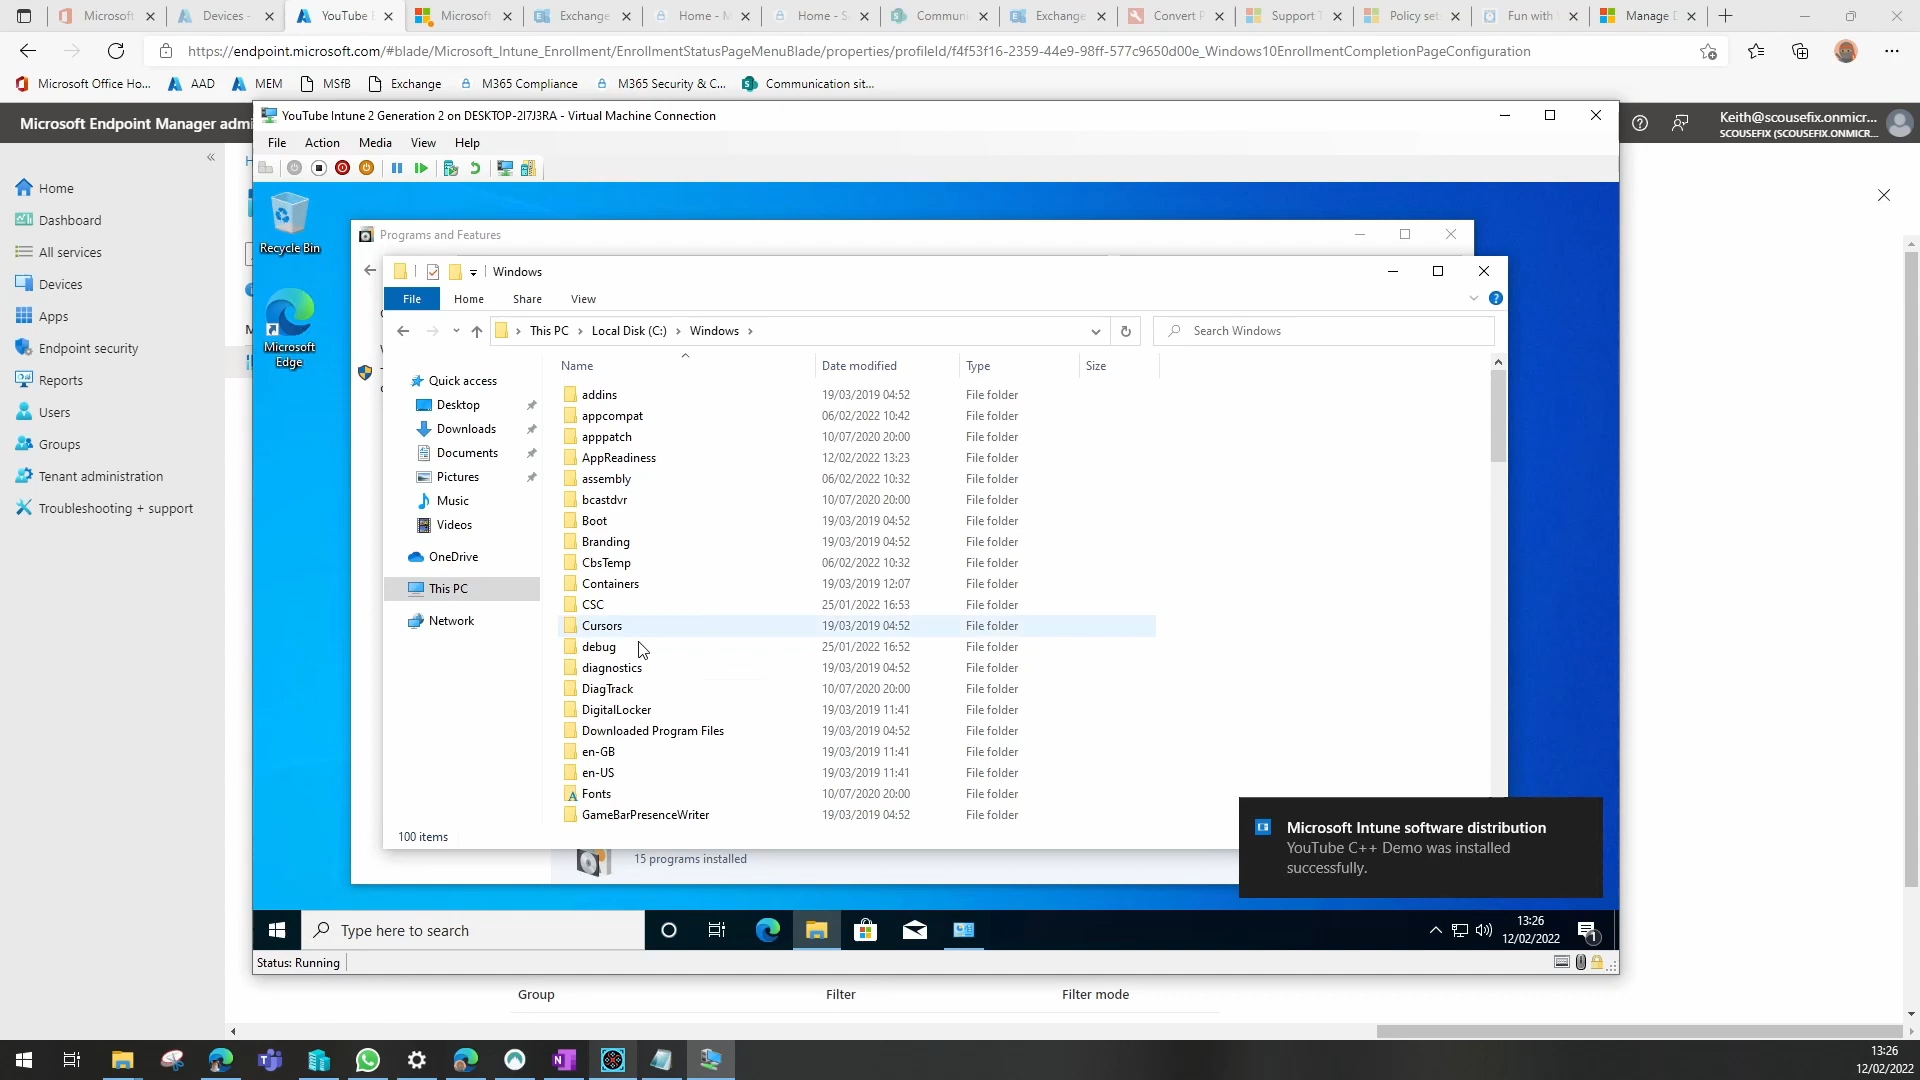 Microsoft
Devices -
YouTube
Microsoft
Exchange
Home -
Home -
Commun
Exchange
Convert
Support
Policy set
Fun with
Manage
https://endpoint.microsoft.com/#blade/Microsoft_Intune_Enrollment/EnrollmentStatusPageMenuBlade/properties/profileId/f4f53f16-2359-44e9-98ff-577c9650d00e_Windows10EnrollmentCompletionPageConfiguration
Microsoft Office Ho...
AAD
MEM
MSfB
Exchange
M365 Compliance
M365 Security & C...
Communication sit...
Microsoft Endpoint Manager admi
Keith@scousefix.onmicr...
SCOUSEFIX (SCOUSEFIX.ONMICR...
Home
Dashboard
All services
Devices
Apps
Endpoint security
Reports
Users
Groups
Tenant administration
Troubleshooting + support
YouTube Intune 2 Generation 2 on DESKTOP-2I7J3RA - Virtual Machine Connection
File Action Media View Help
Recycle Bin
Microsoft
Edge
Programs and Features
Windows
File Home Share View
This PC Local Disk (C:) Windows
Search Windows
Quick access
Desktop
Downloads
Documents
Pictures
Music
Videos
OneDrive
This PC
Network
Name Date modified Type Size
addins 19/03/2019 04:52 File folder
appcompat 06/02/2022 10:42 File folder
apppatch 10/07/2020 20:00 File folder
AppReadiness 12/02/2022 13:23 File folder
assembly 06/02/2022 10:32 File folder
bcastdvr 10/07/2020 20:00 File folder
Boot 19/03/2019 04:52 File folder
Branding 19/03/2019 04:52 File folder
CbsTemp 06/02/2022 10:32 File folder
Containers 19/03/2019 12:07 File folder
CSC 25/01/2022 16:53 File folder
Cursors 19/03/2019 04:52 File folder
debug 25/01/2022 16:52 File folder
diagnostics 19/03/2019 04:52 File folder
DiagTrack 10/07/2020 20:00 File folder
DigitalLocker 19/03/2019 11:41 File folder
Downloaded Program Files 19/03/2019 04:52 File folder
en-GB 19/03/2019 11:41 File folder
en-US 19/03/2019 11:41 File folder
Fonts 10/07/2020 20:00 File folder
GameBarPresenceWriter 19/03/2019 04:52 File folder
100 items
15 programs installed
Microsoft Intune software distribution
YouTube C++ Demo was installed
successfully.
Type here to search
13:26
12/02/2022
1
Status: Running
Group Filter Filter mode
13:26
12/02/2022